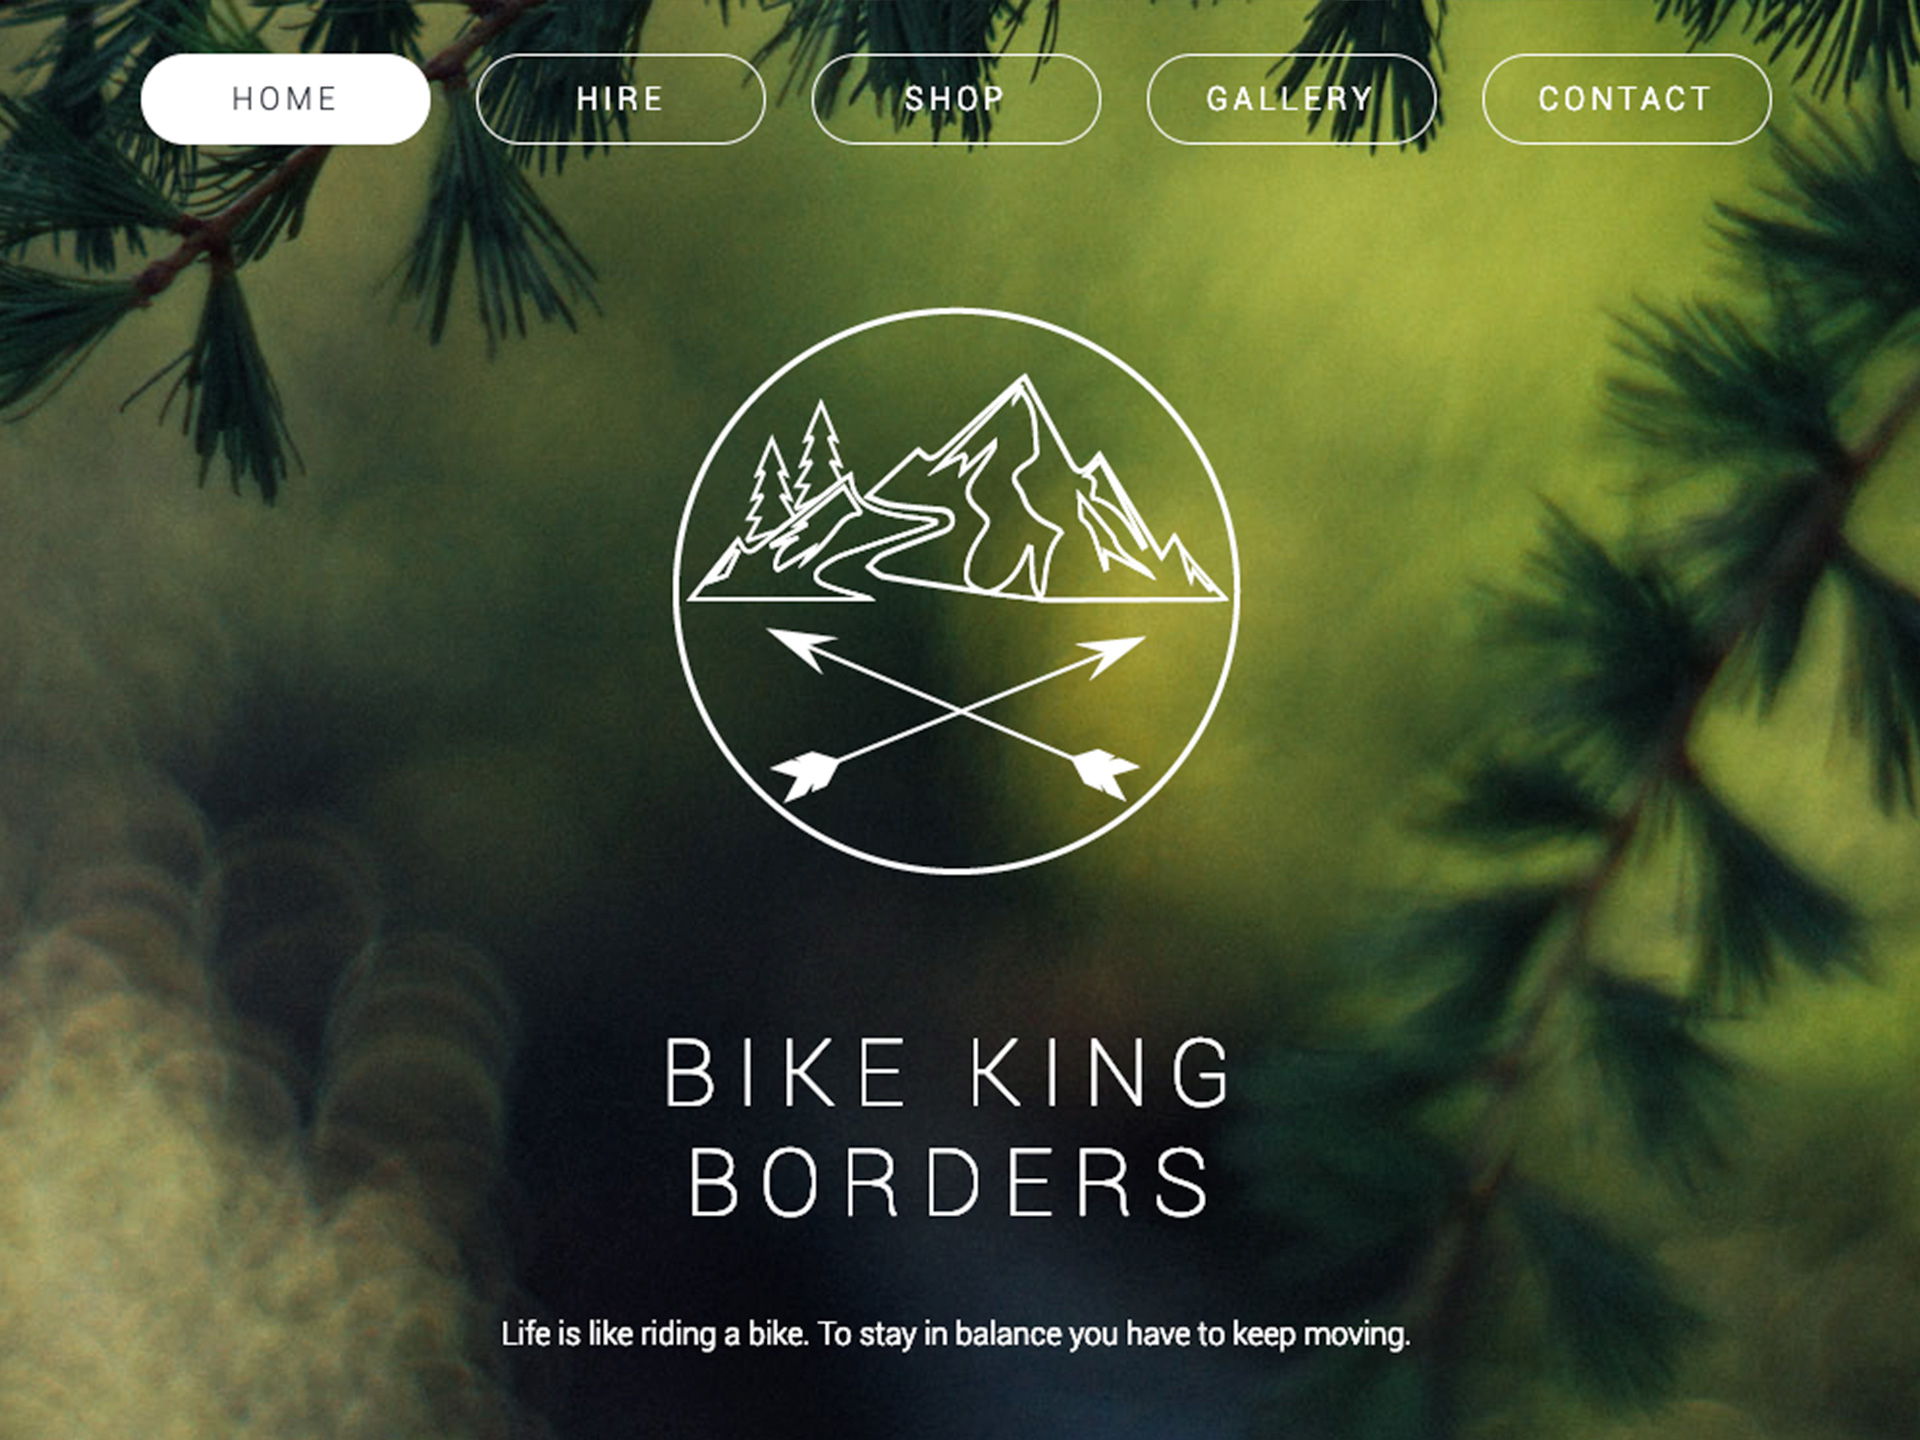 HOME HIRE SHOP GALLERY CONTACT
BIKE KING
BORDERS
Life is like riding a bike. To stay in balance you have to keep moving.